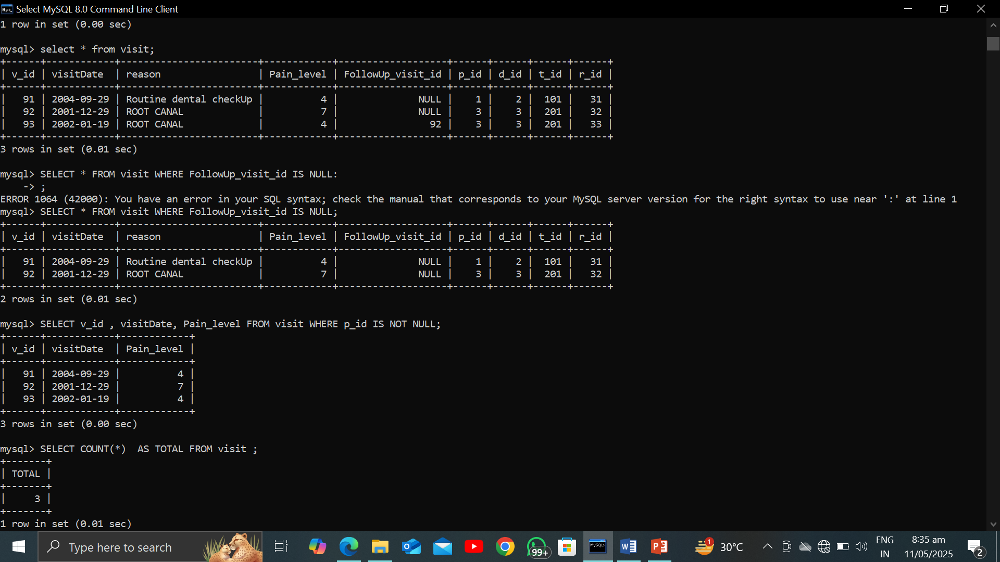 Select MySQL 8.0 Command Line Client
1 row in set (0.00 sec)
mysql> select * from visit;
+------+------------+------------------------+------------+-------------------+------+------+------+------+
| v_id | visitDate  | reason                 | Pain_level | FollowUp_visit_id | p_id | d_id | t_id | r_id |
+------+------------+------------------------+------------+-------------------+------+------+------+------+
|   91 | 2004-09-29 | Routine dental checkUp |          4 |              NULL |    1 |    2 |  101 |   31 |
|   92 | 2001-12-29 | ROOT CANAL             |          7 |              NULL |    3 |    3 |  201 |   32 |
|   93 | 2002-01-19 | ROOT CANAL             |          4 |                92 |    3 |    3 |  201 |   33 |
+------+------------+------------------------+------------+-------------------+------+------+------+------+
3 rows in set (0.01 sec)
mysql> SELECT * FROM visit WHERE FollowUp_visit_id IS NULL:
    -> ;
ERROR 1064 (42000): You have an error in your SQL syntax; check the manual that corresponds to your MySQL server version for the right syntax to use near ':' at line 1
mysql> SELECT * FROM visit WHERE FollowUp_visit_id IS NULL;
+------+------------+------------------------+------------+-------------------+------+------+------+------+
| v_id | visitDate  | reason                 | Pain_level | FollowUp_visit_id | p_id | d_id | t_id | r_id |
+------+------------+------------------------+------------+-------------------+------+------+------+------+
|   91 | 2004-09-29 | Routine dental checkUp |          4 |              NULL |    1 |    2 |  101 |   31 |
|   92 | 2001-12-29 | ROOT CANAL             |          7 |              NULL |    3 |    3 |  201 |   32 |
+------+------------+------------------------+------------+-------------------+------+------+------+------+
2 rows in set (0.01 sec)
mysql> SELECT v_id , visitDate, Pain_level FROM visit WHERE p_id IS NOT NULL;
+------+------------+------------+
| v_id | visitDate  | Pain_level |
+------+------------+------------+
|   91 | 2004-09-29 |          4 |
|   92 | 2001-12-29 |          7 |
|   93 | 2002-01-19 |          4 |
+------+------------+------------+
3 rows in set (0.00 sec)
mysql> SELECT COUNT(*)  AS TOTAL FROM visit ;
+-------+
| TOTAL |
+-------+
|     3 |
+-------+
1 row in set (0.01 sec)
Type here to search
99+
MySQL
1
30°C
ENG
IN
8:35 am
11/05/2025
2